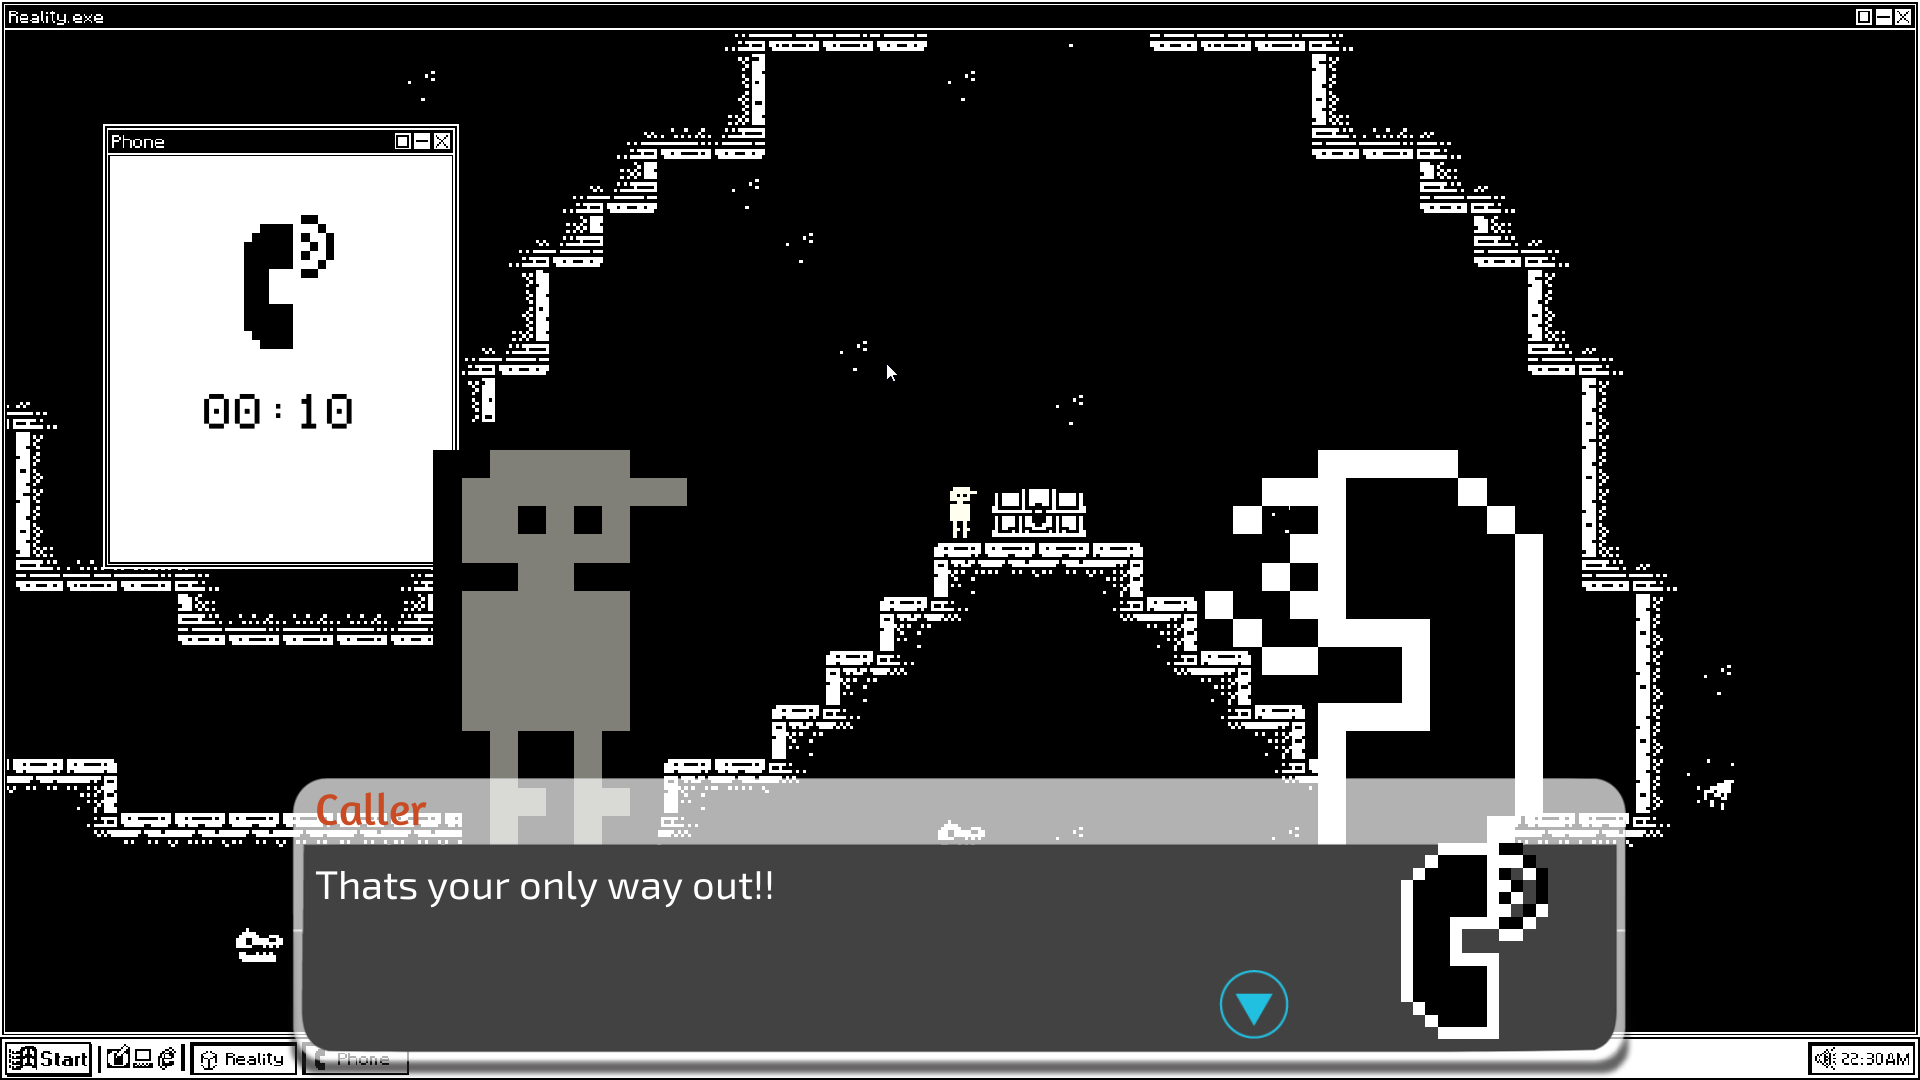 Reality.exe
Phone
00:10
Caller
Thats your only way out!!
Start
Reality
Phone
22:30AM